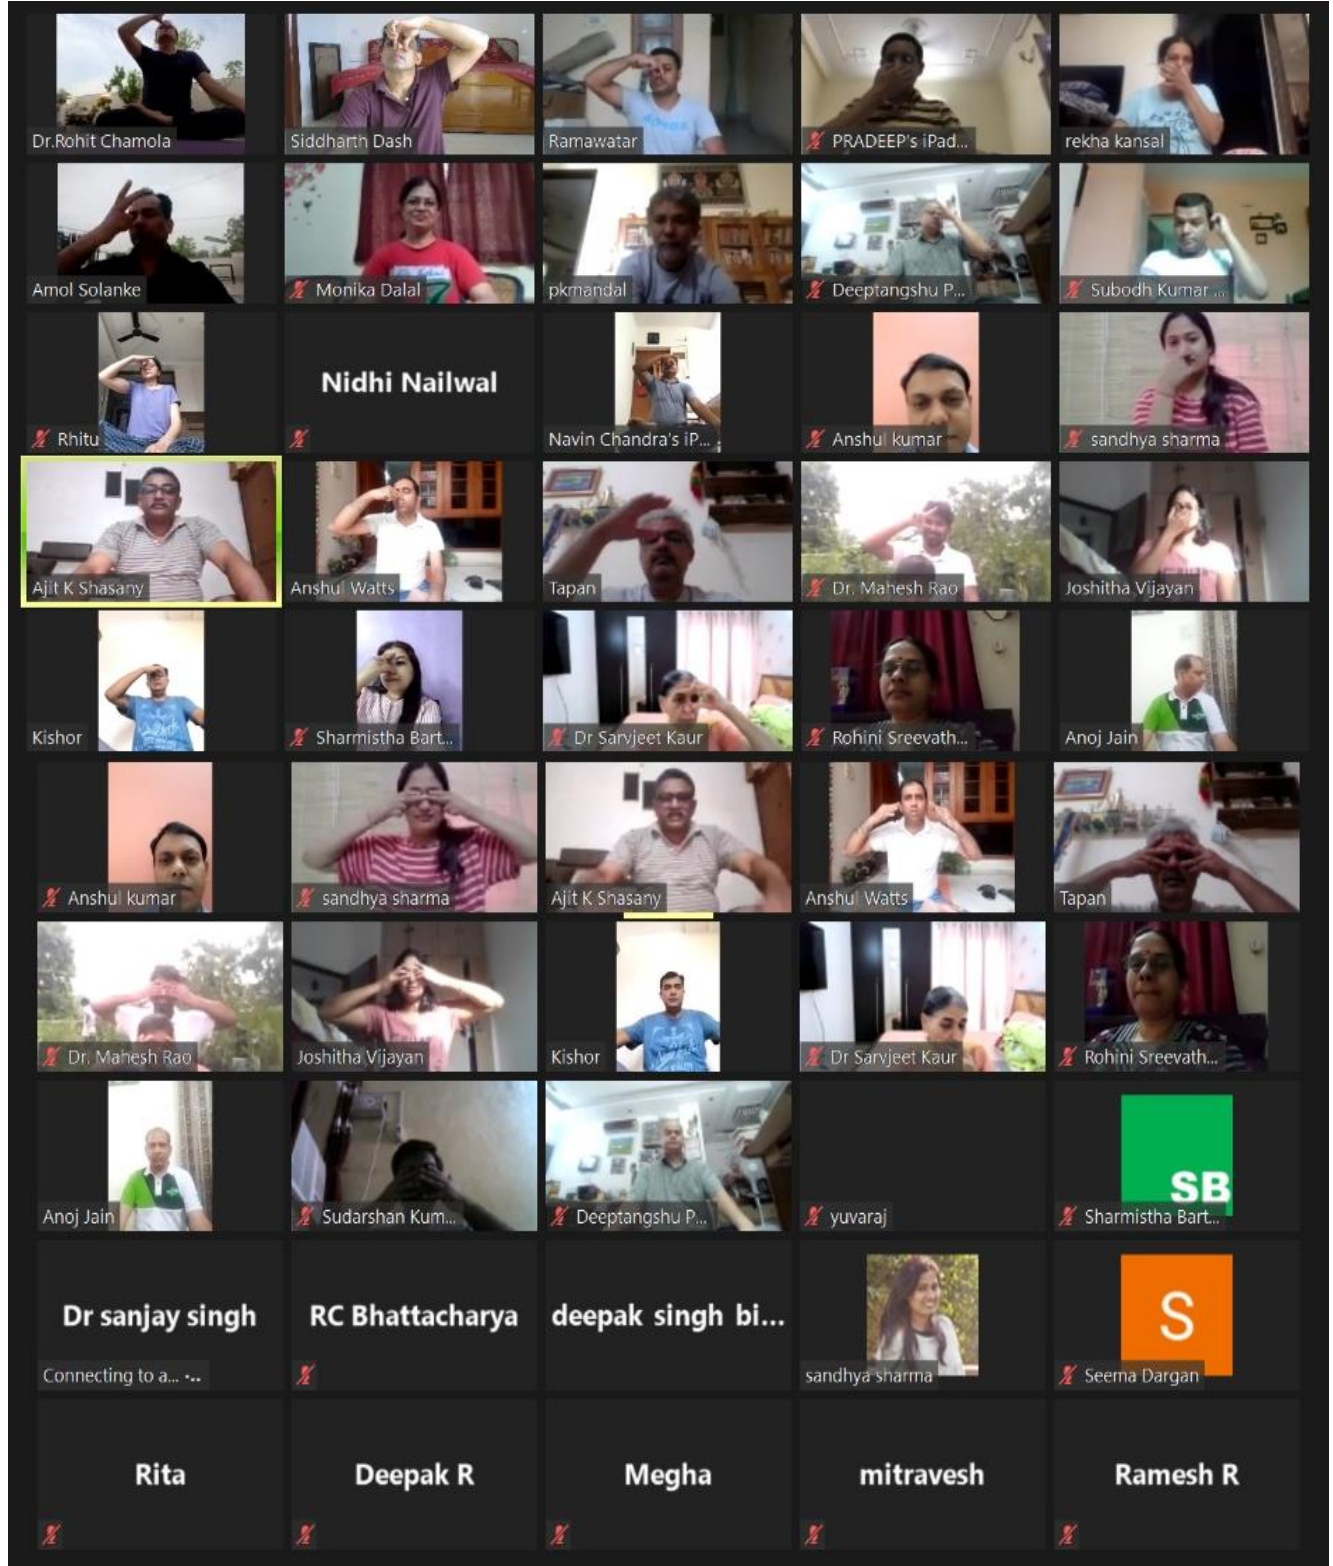 Dr.Rohit Chamola
Siddharth Dash
Ramawatar
PRADEEP's iPad...
rekha kansal
Amol Solanke
Monika Dalal
pkmandal
Deeptangshu P...
Subodh Kumar ...
Rhitu
Nidhi Nailwal
Navin Chandra's iP...
Anshul kumar
sandhya sharma
Ajit K Shasany
Anshul Watts
Tapan
Dr. Mahesh Rao
Joshitha Vijayan
Kishor
Sharmistha Bart...
Dr Sarvjeet Kaur
Rohini Sreevath...
Anoj Jain
Anshul kumar
sandhya sharma
Ajit K Shasany
Anshul Watts
Tapan
Dr. Mahesh Rao
Joshitha Vijayan
Kishor
Dr Sarvjeet Kaur
Rohini Sreevath...
Anoj Jain
Sudarshan Kum...
Deeptangshu P...
yuvaraj
SB
Sharmistha Bart...
Dr sanjay singh
Connecting to a...
RC Bhattacharya
deepak singh bi...
sandhya sharma
S
Seema Dargan
Rita
Deepak R
Megha
mitravesh
Ramesh R